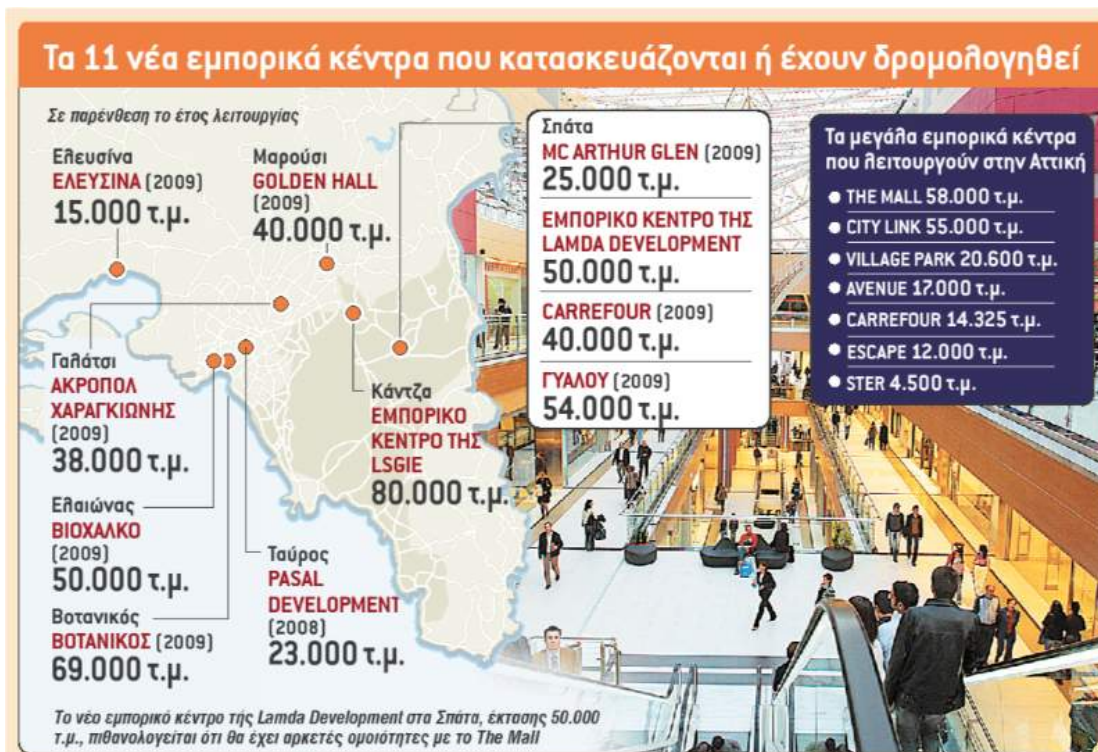 Τα 11 νέα εμπορικά κέντρα που κατασκευάζονται ή έχουν δρομολογηθεί
Σε παρένθεση το έτος λειτουργίας
Ελευσίνα
ΕΛΕΥΣΙΝΑ (2009)
15.000 τ.μ.
Μαρούσι
GOLDEN HALL
(2009)
40.000 τ.μ.
Γαλάτσι
ΑΚΡΟΠΟΛ
ΧΑΡΑΓΚΙΩΝΗΣ
(2009)
38.000 τ.μ.
Ελαιώνας
ΒΙΟΧΑΛΚΟ
(2009)
50.000 τ.μ.
Βοτανικός
ΒΟΤΑΝΙΚΟΣ (2009)
69.000 τ.μ.
Ταύρος
PASAL
DEVELOPMENT
(2008)
23.000 τ.μ.
Κάντζα
ΕΜΠΟΡΙΚΟ
ΚΕΝΤΡΟ ΤΗΣ
LSGIE
80.000 τ.μ.
Σπάτα
MC ARTHUR GLEN (2009)
25.000 τ.μ.
ΕΜΠΟΡΙΚΟ ΚΕΝΤΡΟ ΤΗΣ
LAMDA DEVELOPMENT
50.000 τ.μ.
CARREFOUR (2009)
40.000 τ.μ.
ΓΥΑΛΟΥ (2009)
54.000 τ.μ.
Τα μεγάλα εμπορικά κέντρα
που λειτουργούν στην Αττική
● THE MALL 58.000 τ.μ.
● CITY LINK 55.000 τ.μ.
● VILLAGE PARK 20.600 τ.μ.
● AVENUE 17.000 τ.μ.
● CARREFOUR 14.325 τ.μ.
● ESCAPE 12.000 τ.μ.
● STER 4.500 τ.μ.
Το νέο εμπορικό κέντρο τής Lamda Development στα Σπάτα, έκτασης 50.000
τ.μ., πιθανολογείται ότι θα έχει αρκετές ομοιότητες με το The Mall